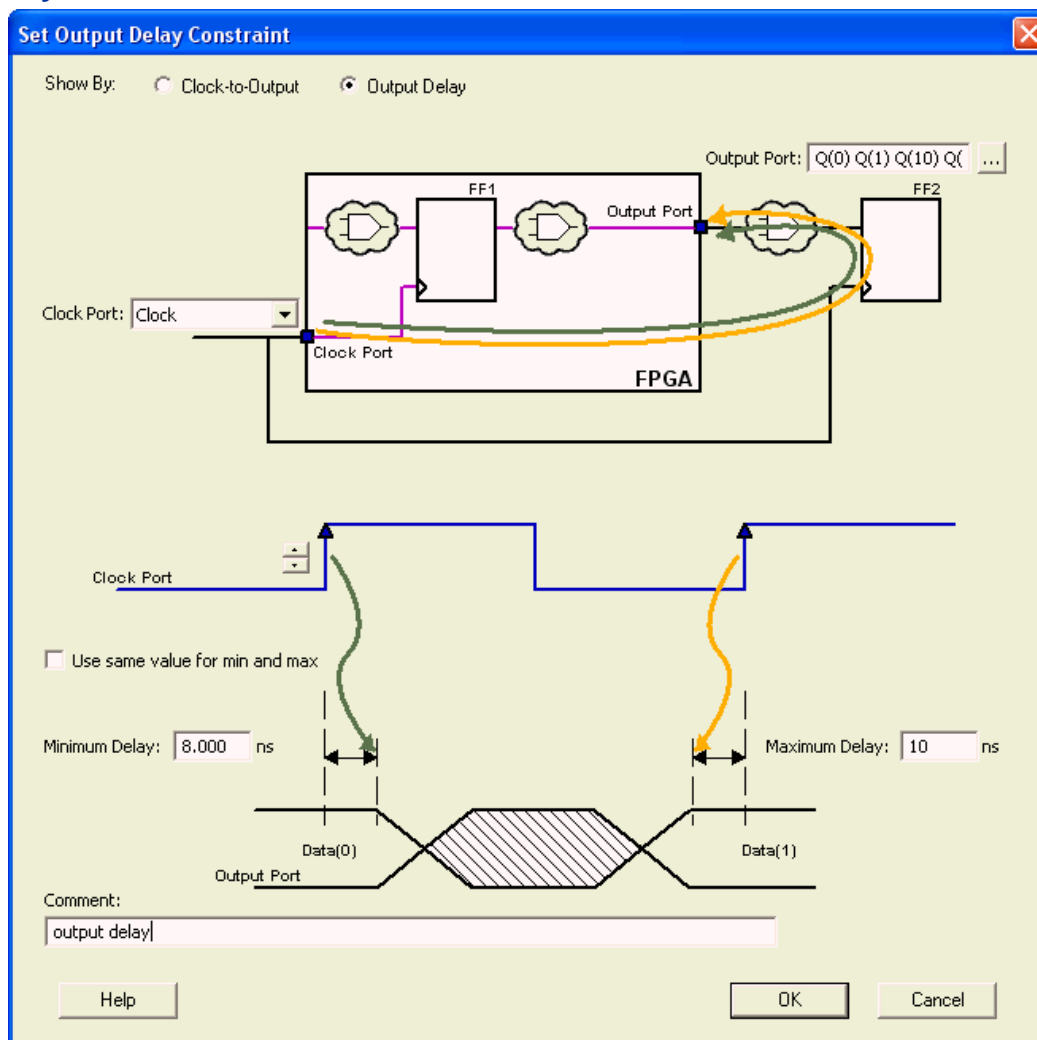 Set Output Delay Constraint
Show By: Clock-to-Output Output Delay
Output Port: Q(0) Q(1) Q(10) Q( ...
FF1
FF2
Output Port
Clock Port: Clock
Clock Port
FPGA
Clock Port
Use same value for min and max
Minimum Delay: 8.000 ns
Maximum Delay: 10 ns
Data(0)
Data(1)
Output Port
Comment:
output delay
Help
OK
Cancel